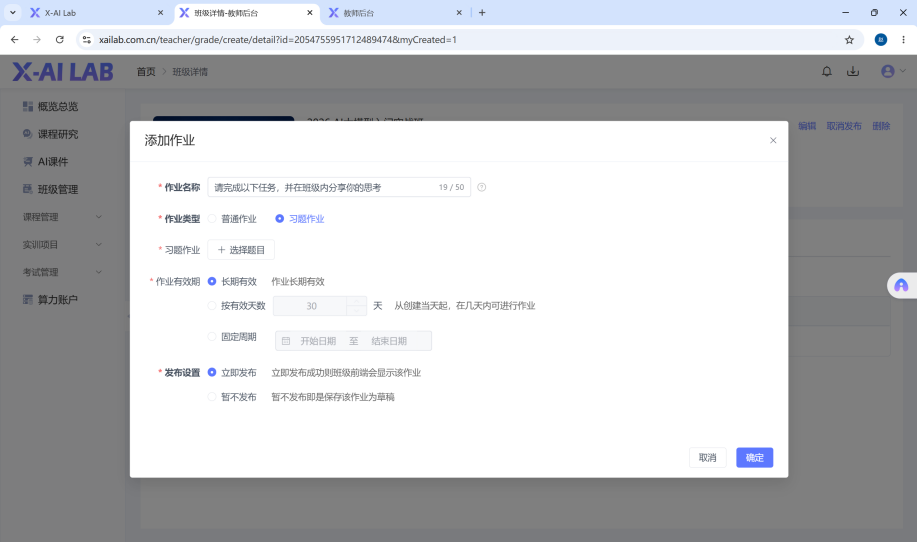 X-AI Lab
班级详情-教师后台
教师后台
xailab.com.cn/teacher/grade/create/detail?id=2054755951712489474&myCreated=1
X-AI LAB
首页 > 班级详情
概览总览
课程研究
AI课件
班级管理
课程管理
实训项目
考试管理
算力账户
2026 AI大模型入门实战班
编辑 取消发布 删除
添加作业
* 作业名称 请完成以下任务，并在班级内分享你的思考 19 / 50
* 作业类型 普通作业 习题作业
* 习题作业 + 选择题目
* 作业有效期 长期有效 作业长期有效
按有效天数 30 天 从创建当天起，在几天内可进行作业
固定周期 开始日期 至 结束日期
* 发布设置 立即发布 立即发布成功则班级前端会显示该作业
暂不发布 暂不发布即是保存该作业为草稿
取消 确定